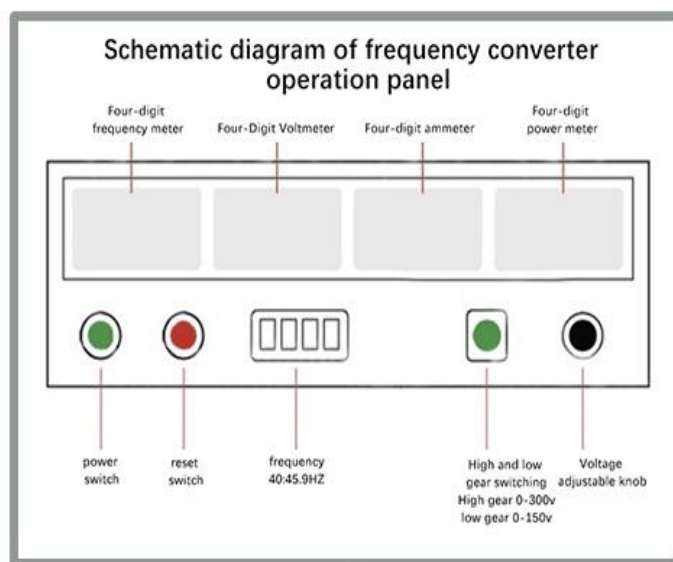 Schematic diagram of frequency converter
operation panel
Four-digit
frequency meter
Four-Digit Voltmeter
Four-digit ammeter
Four-digit
power meter
power
switch
reset
switch
frequency
40:45.9HZ
High and low
gear switching
High gear 0-300v
low gear 0-150v
Voltage
adjustable knob